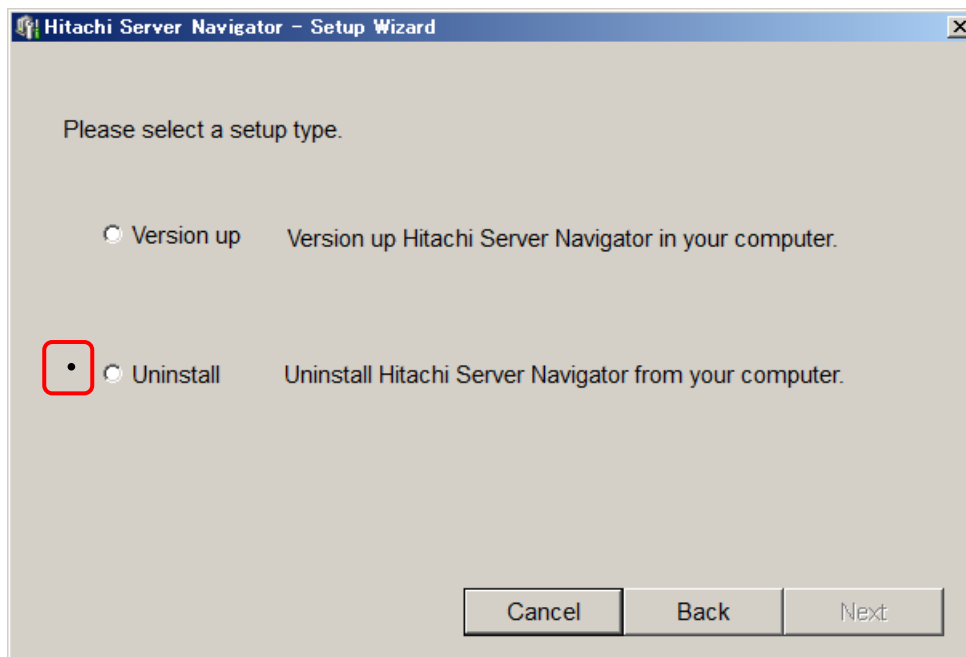 Hitachi Server Navigator - Setup Wizard
Please select a setup type.
Version up Version up Hitachi Server Navigator in your computer.
Uninstall Uninstall Hitachi Server Navigator from your computer.
Cancel Back Next